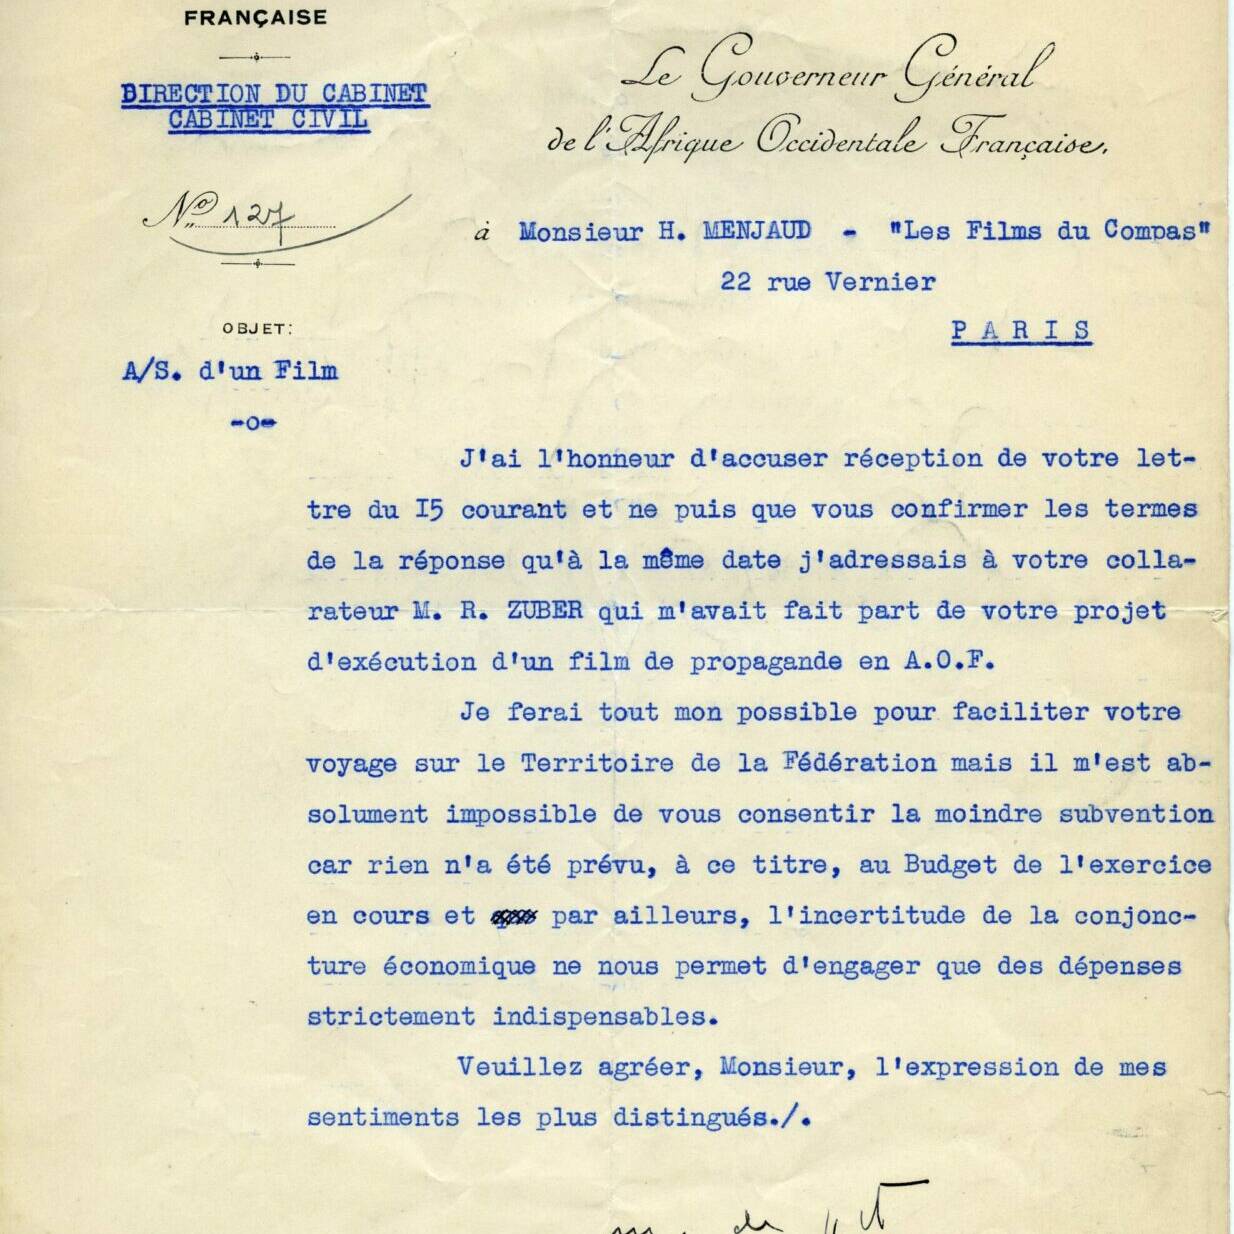 FRANÇAISE
DIRECTION DU CABINET
CABINET CIVIL
Le Gouverneur Général
de l'Afrique Occidentale Française,
No 127
à Monsieur H. MENJAUD - "Les Films du Compas"
22 rue Vernier
PARIS
OBJET:
A/S. d'un Film
-o-
J'ai l'honneur d'accuser réception de votre let-
tre du I5 courant et ne puis que vous confirmer les termes
de la réponse qu'à la même date j'adressais à votre colla-
rateur M. R. ZUBER qui m'avait fait part de votre projet
d'exécution d'un film de propagande en A.O.F.
Je ferai tout mon possible pour faciliter votre
voyage sur le Territoire de la Fédération mais il m'est ab-
solument impossible de vous consentir la moindre subvention
car rien n'a été prévu, à ce titre, au Budget de l'exercice
en cours et par ailleurs, l'incertitude de la conjonc-
ture économique ne nous permet d'engager que des dépenses
strictement indispensables.
Veuillez agréer, Monsieur, l'expression de mes
sentiments les plus distingués./.